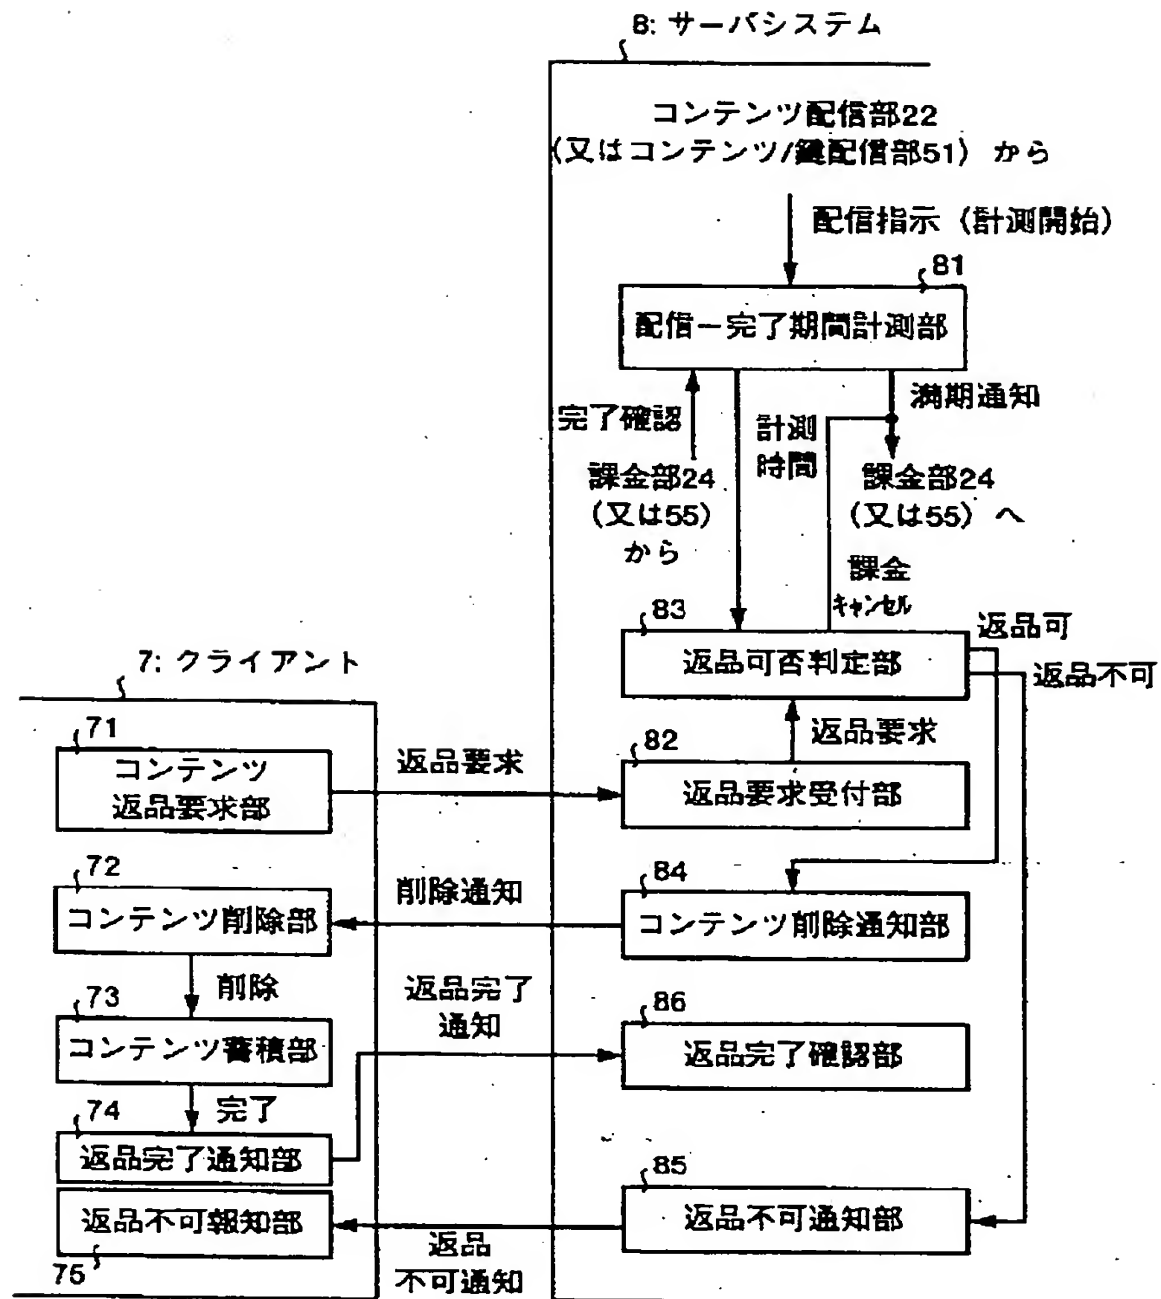 8: サーバシステム
コンテンツ配信部22
(又はコンテンツ/鍵配信部51) から
配信指示 (計測開始)
81
配信－完了期間計測部
満期通知
完了確認
計測
時間
課金部24
(又は55)
から
課金部24
(又は55) へ
課金
キャンセル
83
返品可
返品可否判定部
返品不可
7: クライアント
71
コンテンツ
返品要求部
返品要求
返品要求
82
返品要求受付部
72
コンテンツ削除部
削除通知
84
コンテンツ削除通知部
削除
73
コンテンツ蓄積部
返品完了
通知
86
返品完了確認部
完了
74
返品完了通知部
85
返品不可通知部
返品不可報知部
75
返品
不可通知